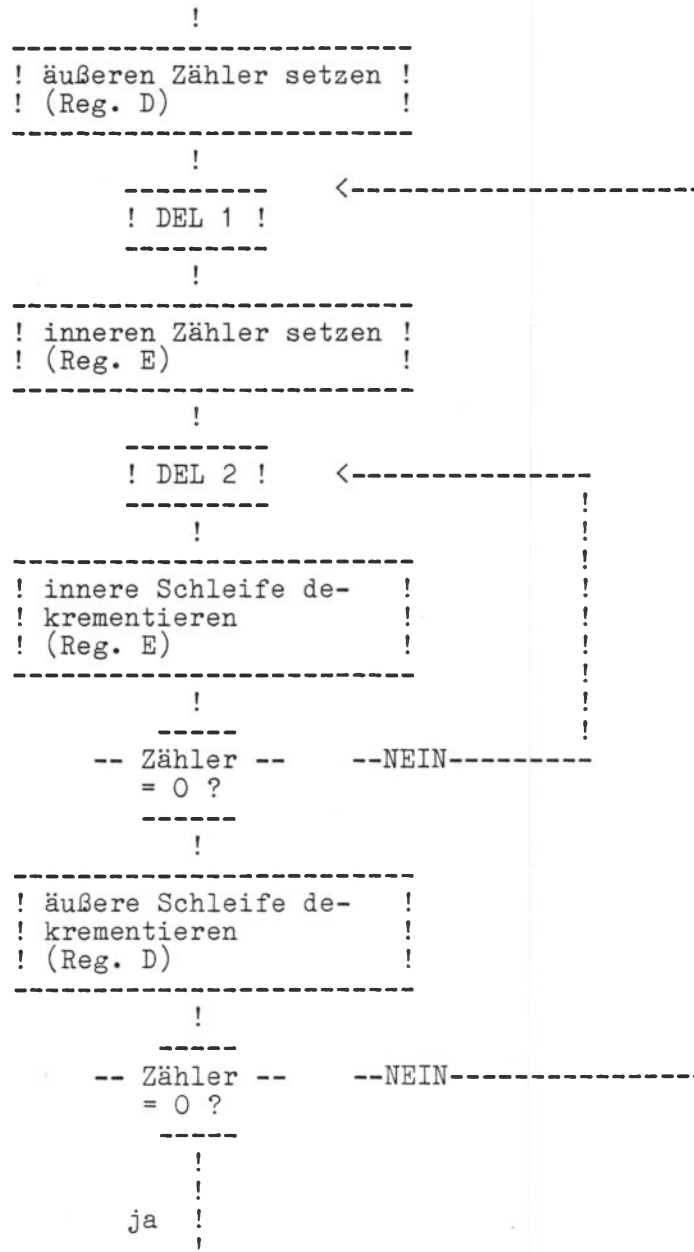 äußeren Zähler setzen
(Reg. D)
DEL 1
inneren Zähler setzen
(Reg. E)
DEL 2
innere Schleife de-
krementieren
(Reg. E)
Zähler --NEIN
= 0 ?
äußere Schleife de-
krementieren
(Reg. D)
Zähler --NEIN
= 0 ?
ja